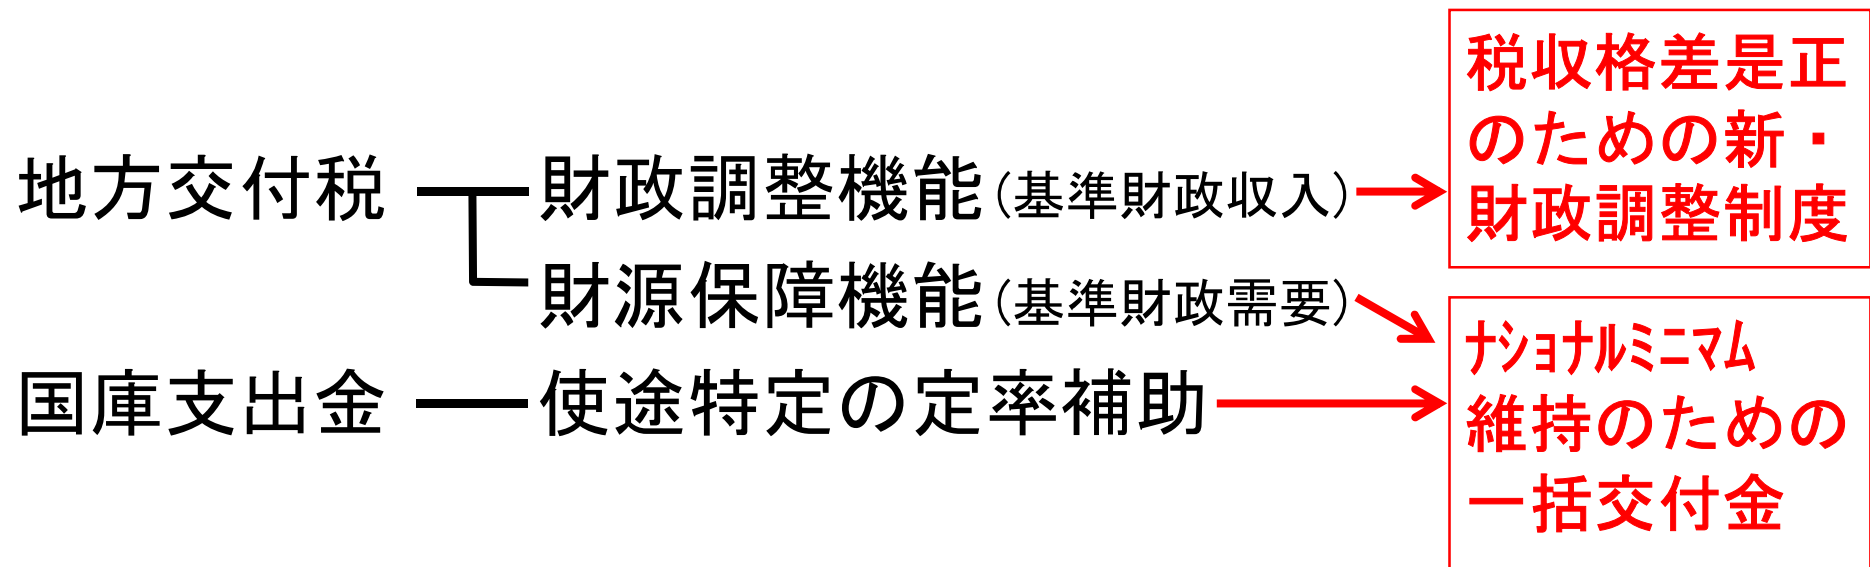 地方交付税
財政調整機能(基準財政収入)
財源保障機能(基準財政需要)
国庫支出金
使途特定の定率補助
税収格差是正
のための新・
財政調整制度
ﾅｼｮﾅﾙﾐﾆﾏﾑ
維持のための
一括交付金